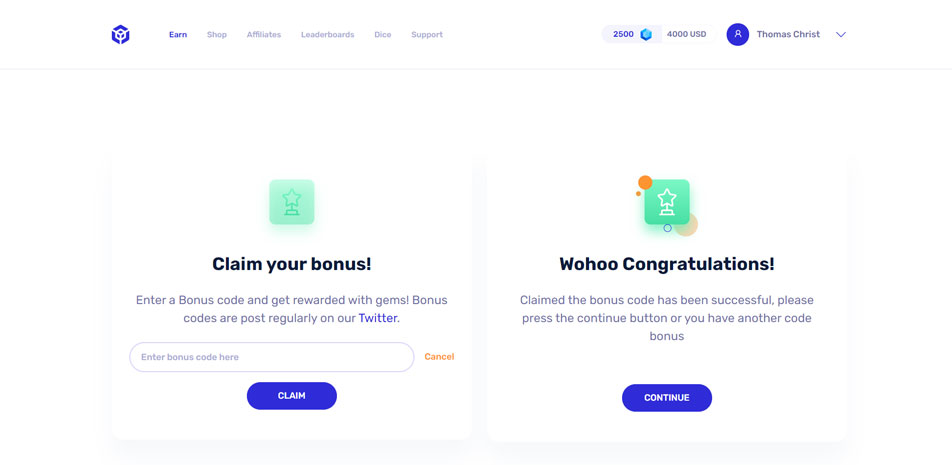 Earn Shop Affiliates Leaderboards Dice Support 2500 4000 USD Thomas Christ
Claim your bonus!
Enter a Bonus code and get rewarded with gems! Bonus
codes are post regularly on our Twitter.
Enter bonus code here
Cancel
CLAIM
Wohoo Congratulations!
Claimed the bonus code has been successful, please
press the continue button or you have another code
bonus
CONTINUE